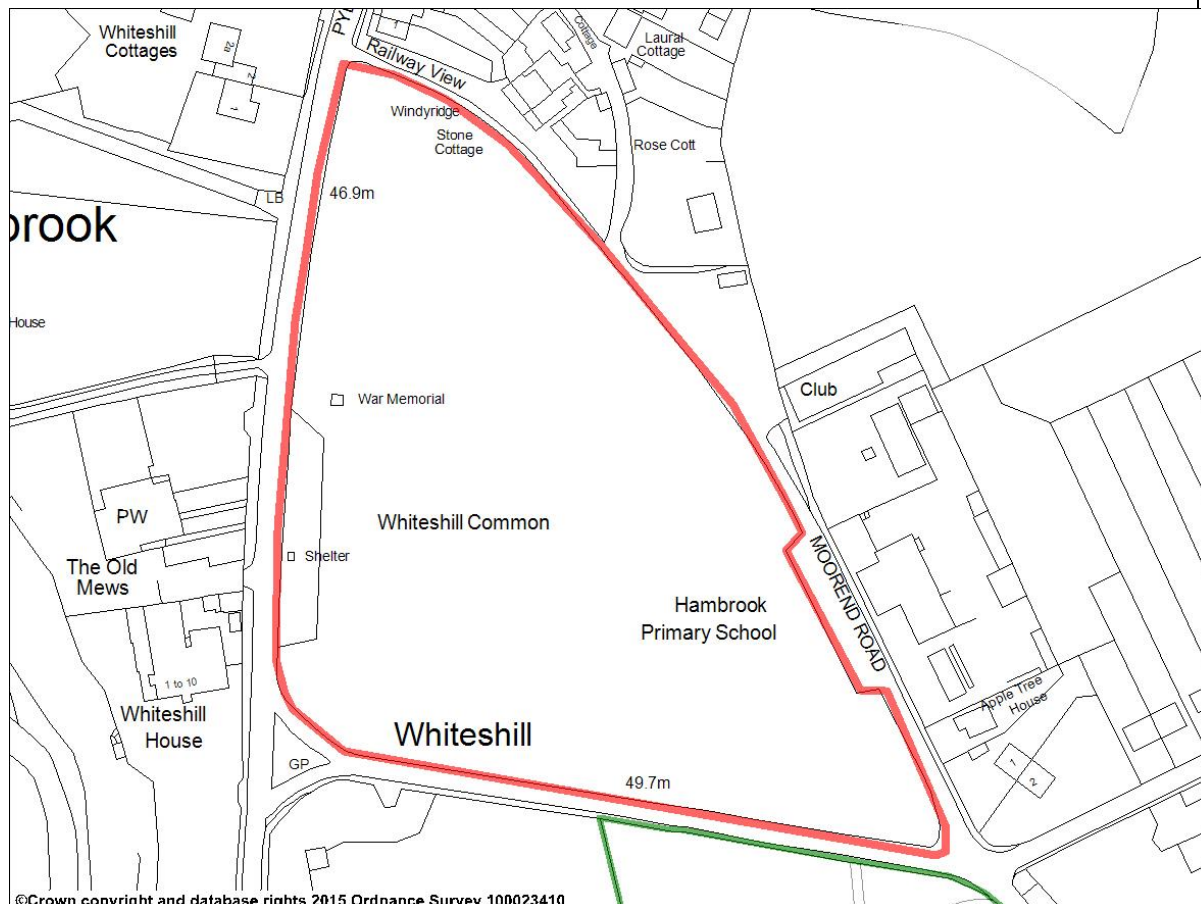 Whiteshill
Cottages
2a
2
1
PYE
1
Railway View
Cottage
Laural
Cottage
Windyridge
Stone
Cottage
Rose Cott
46.9m
LB
brook
House
War Memorial
Club
PW
Whiteshill Common
Shelter
The Old
Mews
MOOREND ROAD
Hambrook
Primary School
1 to 10
Whiteshill
House
Apple Tree
House
Whiteshill
GP
49.7m
1
2
©Crown copyright and database rights 2015 Ordnance Survey 100023410